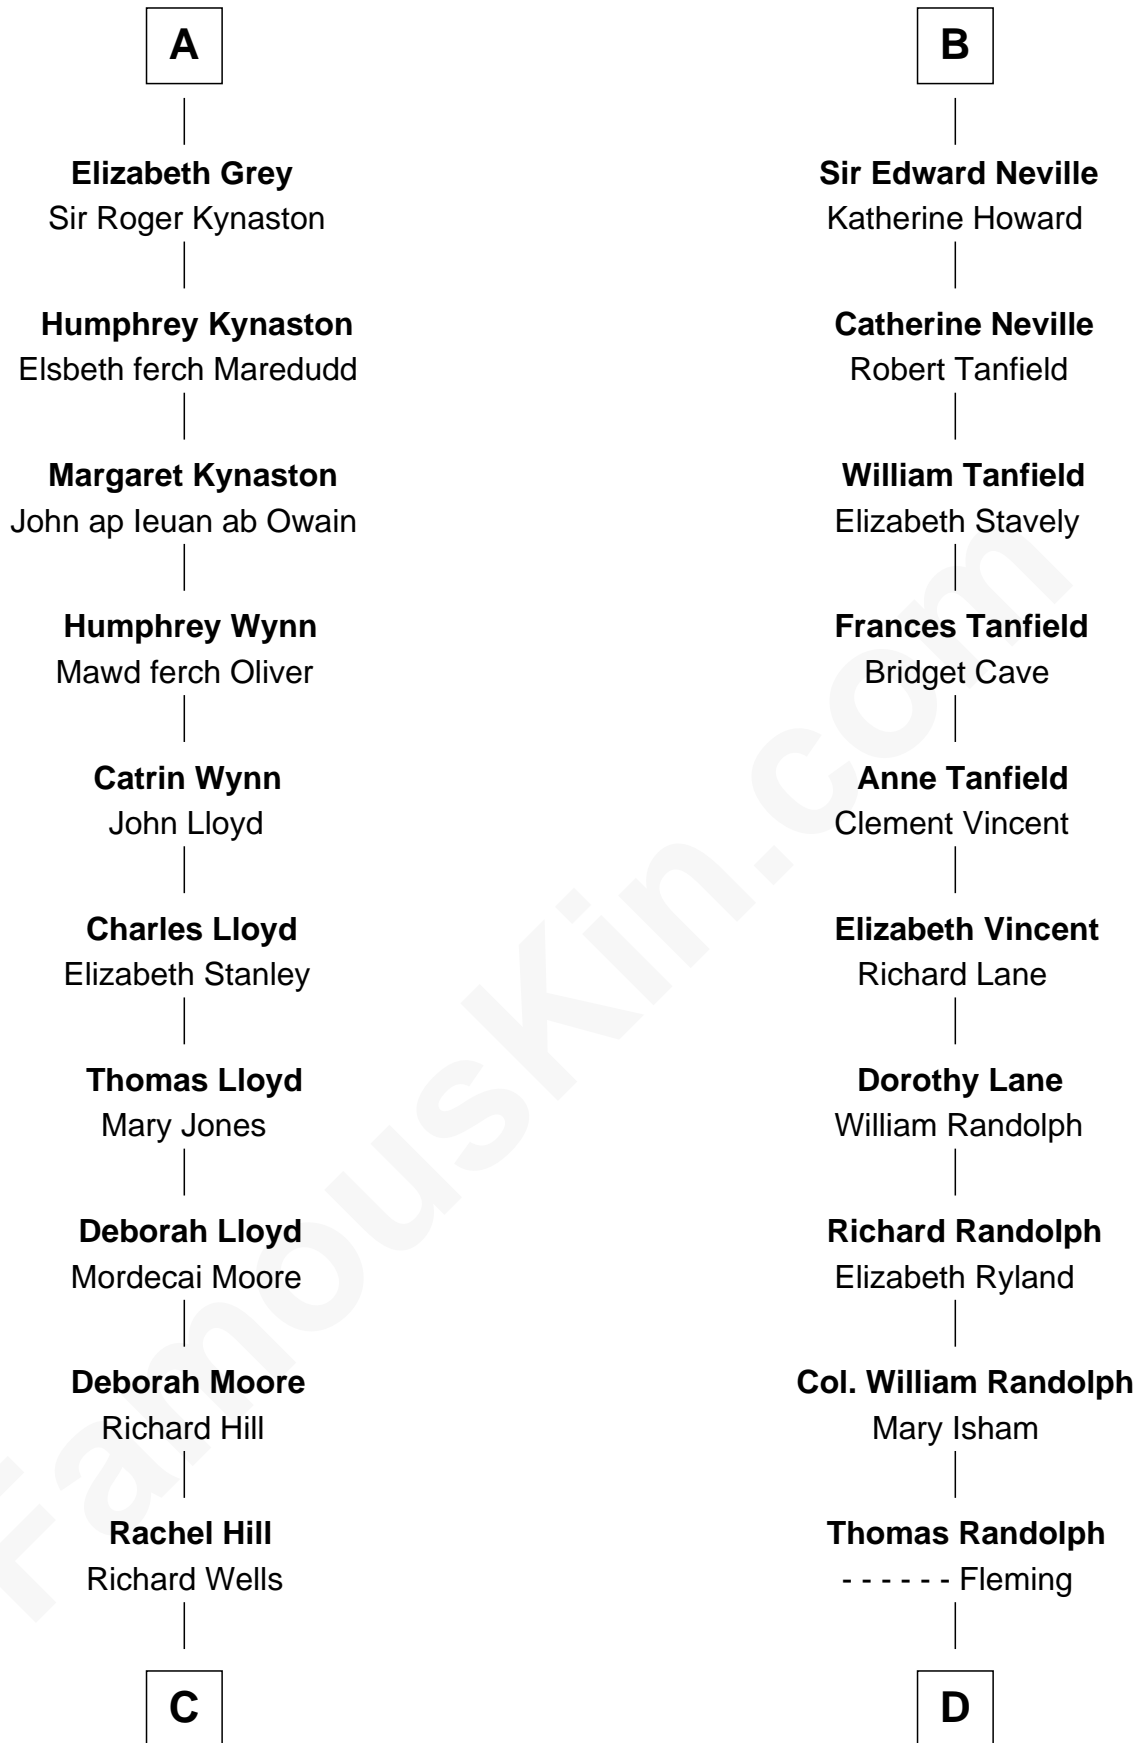 A
Elizabeth Grey
Sir Roger Kynaston
Humphrey Kynaston
Elsbeth ferch Maredudd
Margaret Kynaston
John ap Ieuan ab Owain
Humphrey Wynn
Mawd ferch Oliver
Catrin Wynn
John Lloyd
Charles Lloyd
Elizabeth Stanley
Thomas Lloyd
Mary Jones
Deborah Lloyd
Mordecai Moore
Deborah Moore
Richard Hill
Rachel Hill
Richard Wells
C
B
Sir Edward Neville
Katherine Howard
Catherine Neville
Robert Tanfield
William Tanfield
Elizabeth Stavely
Frances Tanfield
Bridget Cave
Anne Tanfield
Clement Vincent
Elizabeth Vincent
Richard Lane
Dorothy Lane
William Randolph
Richard Randolph
Elizabeth Ryland
Col. William Randolph
Mary Isham
Thomas Randolph
- - - - - - Fleming
D
FamousKin.com